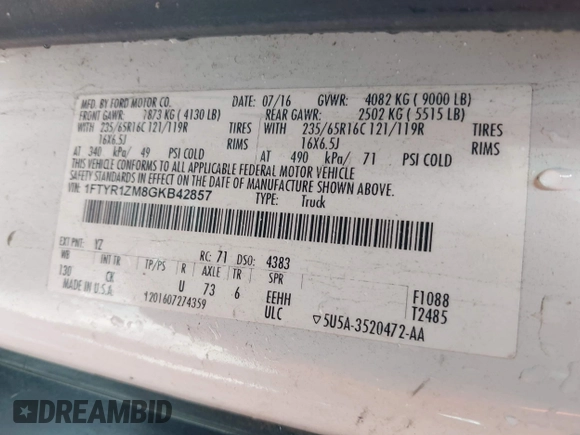 MFD. BY FORD MOTOR CO. DATE: 07/16 GVWR: 4082 KG ( 9000 LB)
FRONT GAWR: 1873 KG ( 4130 LB) REAR GAWR: 2502 KG ( 5515 LB)
WITH 235/65R16C 121/119R TIRES WITH 235/65R16C 121/119R TIRES
16X6.5J RIMS 16X6.5J RIMS
AT 340 kPa/ 49 PSI COLD AT 490 kPa/ 71 PSI COLD
THIS VEHICLE CONFORMS TO ALL APPLICABLE FEDERAL MOTOR VEHICLE
SAFETY STANDARDS IN EFFECT ON THE DATE OF MANUFACTURE SHOWN ABOVE.
VIN: 1FTYR1ZM8GKB42857 TYPE: Truck
EXT PNT: YZ RC: 71 DSO: 4383
WB INT TR TP/PS R AXLE TR SPR F1088
130 CK U 73 6 EEHH T2485
MADE IN U.S.A. 1201607274359 ULC ▽5U5A-3520472-AA
DREAMBID